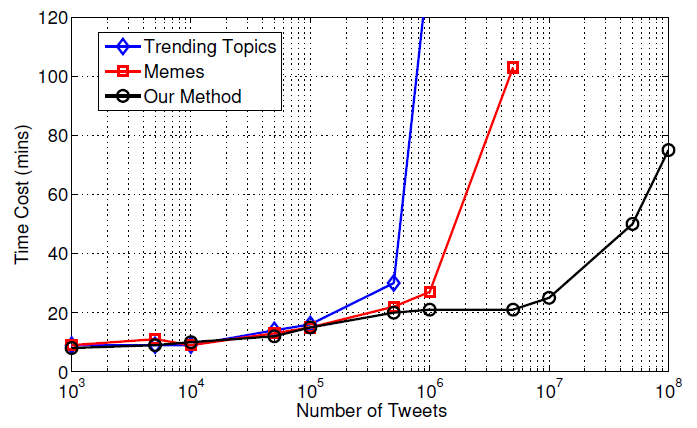 120
100
80
60
40
20
0
Time Cost (mins)
Trending Topics
Memes
Our Method
10^3
10^4
10^5
10^6
10^7
10^8
Number of Tweets